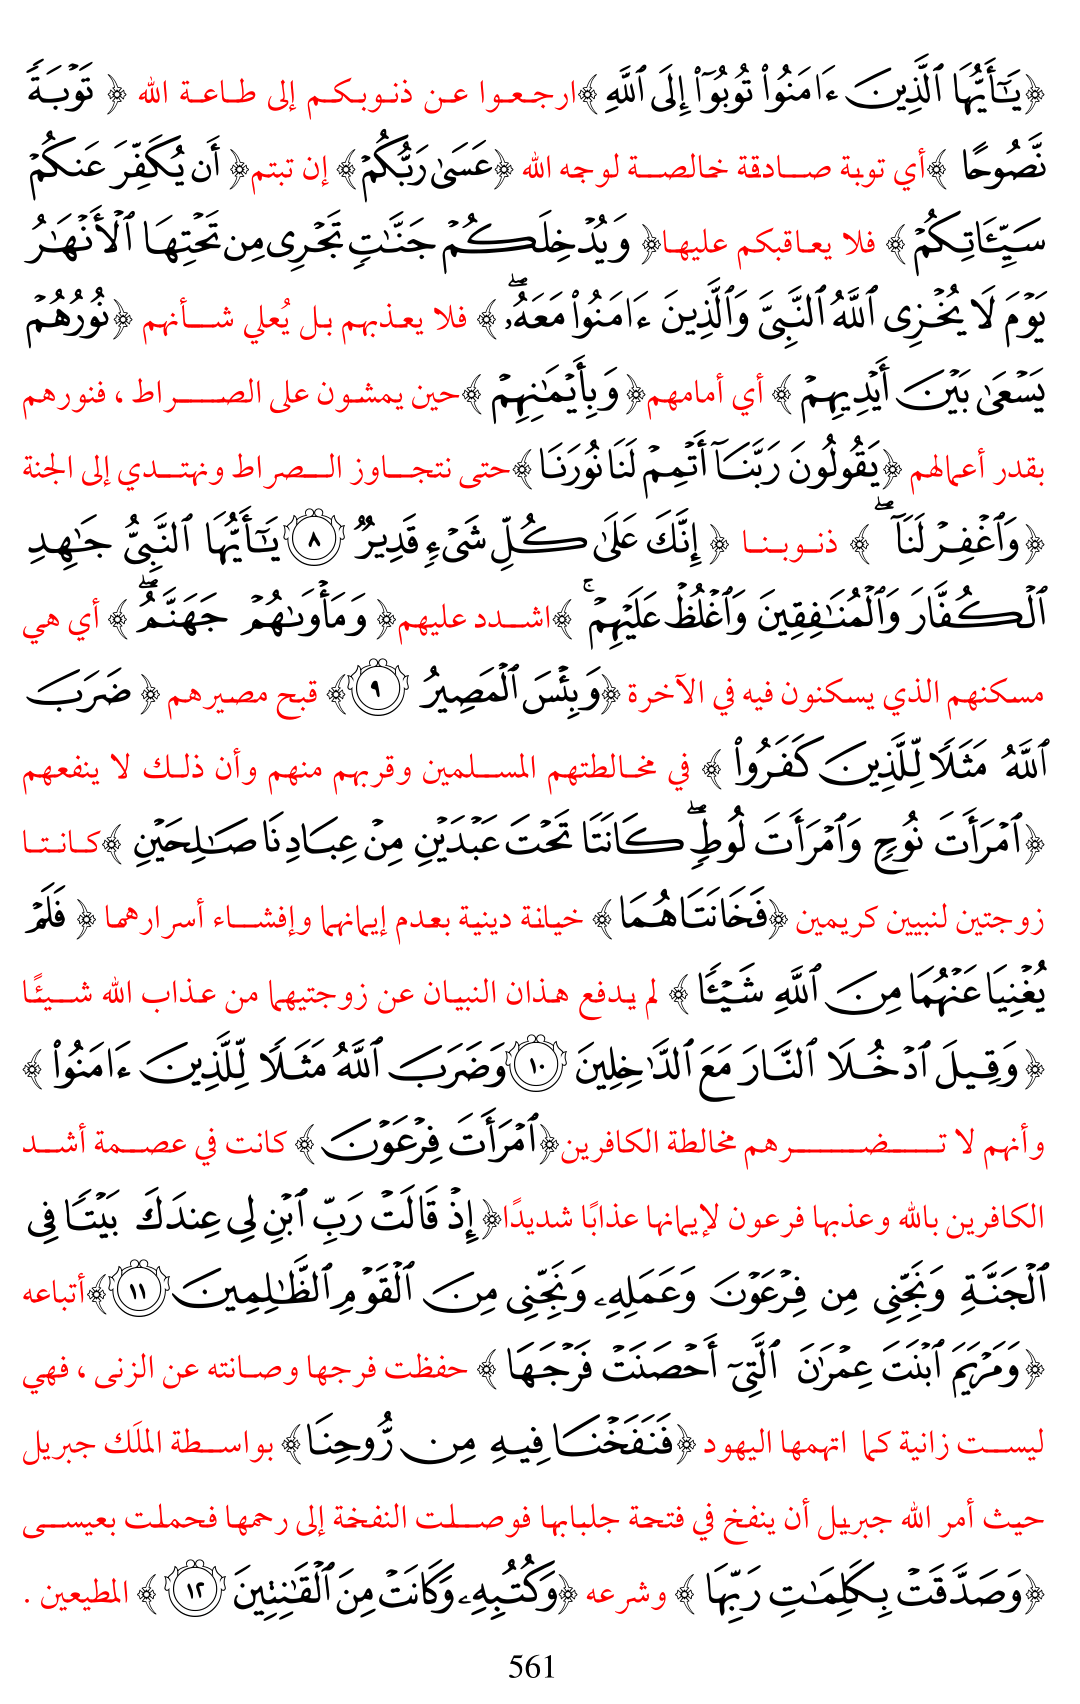 ﴿يَـٰٓأَيُّهَا ٱلَّذِينَ ءَامَنُوا۟ تُوبُوٓا۟ إِلَى ٱللَّهِ ﴾ارجعوا عن ذنوبكم إلى طاعة الله ﴿ تَوْبَةً
نَّصُوحًا ﴾أي توبة صادقة خالصة لوجه الله ﴿عَسَىٰ رَبُّكُمْ﴾ إن تبتم﴿ أَن يُكَفِّرَ عَنكُمْ
سَيِّـَٔاتِكُمْ ﴾ فلا يعاقبكم عليها﴿ وَيُدْخِلَكُمْ جَنَّـٰتٍ تَجْرِى مِن تَحْتِهَا ٱلْأَنْهَـٰرُ
يَوْمَ لَا يُخْزِى ٱللَّهُ ٱلنَّبِىَّ وَٱلَّذِينَ ءَامَنُوا۟ مَعَهُۥۖ ﴾ فلا يعذبهم بل يُعلي شأنهم ﴿نُورُهُمْ
يَسْعَىٰ بَيْنَ أَيْدِيهِمْ ﴾ أي أمامهم﴿ وَبِأَيْمَـٰنِهِمْ ﴾حين يمشون على الصراط ، فنورهم
بقدر أعمالهم ﴿يَقُولُونَ رَبَّنَآ أَتْمِمْ لَنَا نُورَنَا ﴾حتى نتجاوز الصراط ونهتدي إلى الجنة
﴿وَٱغْفِرْ لَنَآۖ ﴾ ذنوبنا ﴿ إِنَّكَ عَلَىٰ كُلِّ شَىْءٍ قَدِيرٌ ٨ يَـٰٓأَيُّهَا ٱلنَّبِىُّ جَـٰهِدِ
ٱلْكُفَّارَ وَٱلْمُنَـٰفِقِينَ وَٱغْلُظْ عَلَيْهِمْۚ ﴾اشدد عليهم﴿ وَمَأْوَىٰهُمْ جَهَنَّمُۖ ﴾ أي هي
مسكنهم الذي يسكنون فيه في الآخرة ﴿وَبِئْسَ ٱلْمَصِيرُ ٩﴾ قبح مصيرهم ﴿ ضَرَبَ
ٱللَّهُ مَثَلًا لِّلَّذِينَ كَفَرُوا۟ ﴾ في مخالطتهم المسلمين وقربهم منهم وأن ذلك لا ينفعهم
﴿ٱمْرَأَتَ نُوحٍ وَٱمْرَأَتَ لُوطٍۖ كَانَتَا تَحْتَ عَبْدَيْنِ مِنْ عِبَادِنَا صَـٰلِحَيْنِ ﴾كانتا
زوجتين لنبيين كريمين ﴿فَخَانَتَاهُمَا ﴾ خيانة دينية بعدم إيمانهما وإفشاء أسرارهما ﴿ فَلَمْ
يُغْنِيَا عَنْهُمَا مِنَ ٱللَّهِ شَيْـًٔا ﴾ لم يدفع هذان النبيان عن زوجتيهما من عذاب الله شيئًا
﴿وَقِيلَ ٱدْخُلَا ٱلنَّارَ مَعَ ٱلدَّٰخِلِينَ ١٠ وَضَرَبَ ٱللَّهُ مَثَلًا لِّلَّذِينَ ءَامَنُوا۟ ﴾
وأنهم لا تضرهم مخالطة الكافرين﴿ٱمْرَأَتَ فِرْعَوْنَ ﴾ كانت في عصمة أشد
الكافرين بالله وعذبها فرعون لإيمانها عذابًا شديدًا﴿ إِذْ قَالَتْ رَبِّ ٱبْنِ لِى عِندَكَ بَيْتًا فِى
ٱلْجَنَّةِ وَنَجِّنِى مِن فِرْعَوْنَ وَعَمَلِهِۦ وَنَجِّنِى مِنَ ٱلْقَوْمِ ٱلظَّـٰلِمِينَ ١١﴾أتباعه
﴿وَمَرْيَمَ ٱبْنَتَ عِمْرَٰنَ ٱلَّتِىٓ أَحْصَنَتْ فَرْجَهَا ﴾ حفظت فرجها وصانته عن الزنى ، فهي
ليست زانية كما اتهمها اليهود ﴿فَنَفَخْنَا فِيهِ مِن رُّوحِنَا﴾ بواسطة الملَك جبريل
حيث أمر الله جبريل أن ينفخ في فتحة جلبابها فوصلت النفخة إلى رحمها فحملت بعيسى
﴿وَصَدَّقَتْ بِكَلِمَـٰتِ رَبِّهَا ﴾ وشرعه ﴿وَكُتُبِهِۦ وَكَانَتْ مِنَ ٱلْقَـٰنِتِينَ ١٢ ﴾ المطيعين .
561